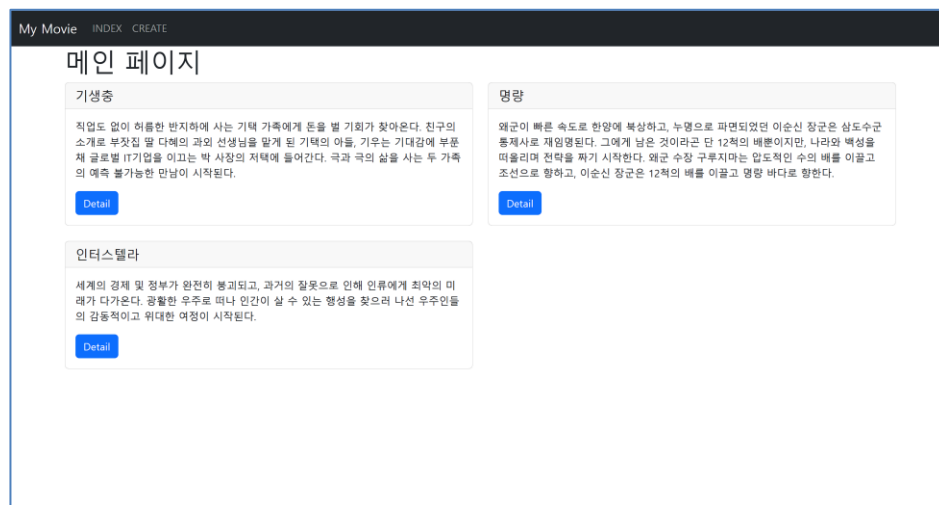 My Movie INDEX CREATE
메인 페이지
기생충
직업도 없이 허름한 반지하에 사는 기택 가족에게 돈을 벌 기회가 찾아온다. 친구의
소개로 부잣집 딸 다혜의 과외 선생님을 맡게 된 기택의 아들, 기우는 기대감에 부푼
채 글로벌 IT기업을 이끄는 박 사장의 저택에 들어간다. 극과 극의 삶을 사는 두 가족
의 예측 불가능한 만남이 시작된다.
Detail
명량
왜군이 빠른 속도로 한양에 북상하고, 누명으로 파면되었던 이순신 장군은 삼도수군
통제사로 재임명된다. 그에게 남은 것이라곤 단 12척의 배뿐이지만, 나라와 백성을
떠올리며 전략을 짜기 시작한다. 왜군 수장 구루지마는 압도적인 수의 배를 이끌고
조선으로 향하고, 이순신 장군은 12척의 배를 이끌고 명량 바다로 향한다.
Detail
인터스텔라
세계의 경제 및 정부가 완전히 붕괴되고, 과거의 잘못으로 인해 인류에게 최악의 미
래가 다가온다. 광활한 우주로 떠나 인간이 살 수 있는 행성을 찾으러 나선 우주인들
의 감동적이고 위대한 여정이 시작된다.
Detail